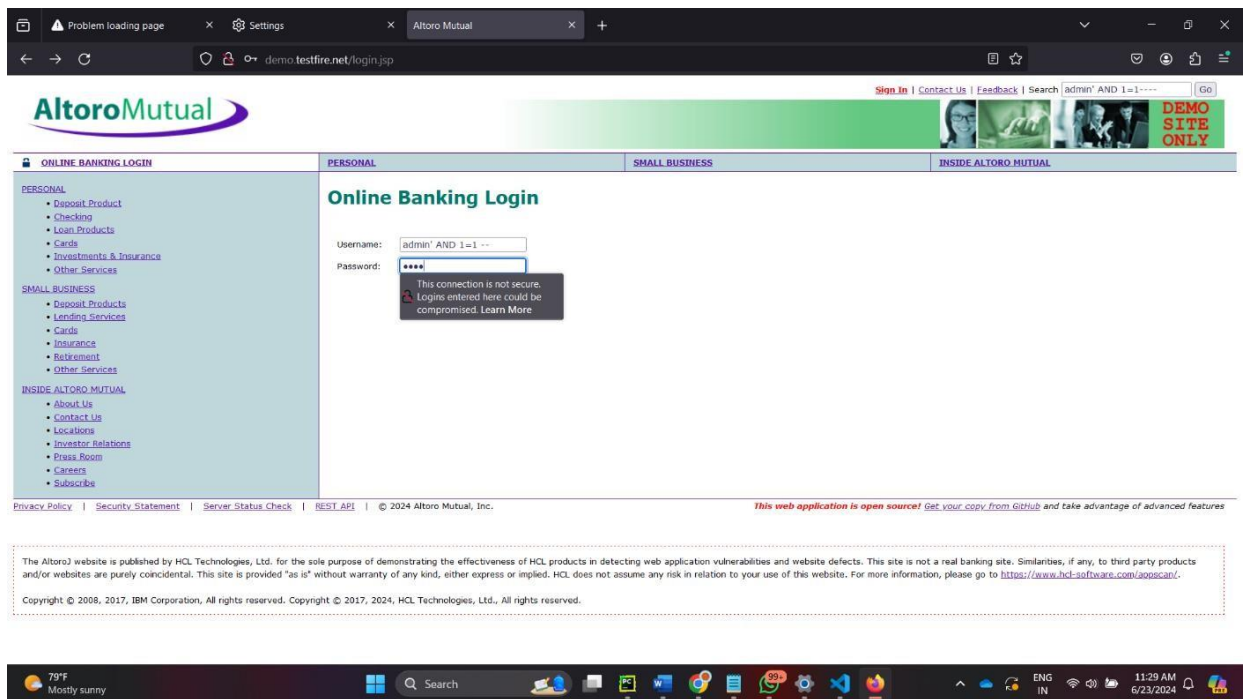 Problem loading page
Settings
Altoro Mutual
demo.testfire.net/login.jsp
Sign In | Contact Us | Feedback | Search admin' AND 1=1---- Go
AltoroMutual
DEMO
SITE
ONLY
ONLINE BANKING LOGIN
PERSONAL
SMALL BUSINESS
INSIDE ALTORO MUTUAL
PERSONAL
• Deposit Product
• Checking
• Loan Products
• Cards
• Investments & Insurance
• Other Services
SMALL BUSINESS
• Deposit Products
• Lending Services
• Cards
• Insurance
• Retirement
• Other Services
INSIDE ALTORO MUTUAL
• About Us
• Contact Us
• Locations
• Investor Relations
• Press Room
• Careers
• Subscribe
Online Banking Login
Username: admin' AND 1=1 --
Password: ••••
This connection is not secure.
Logins entered here could be
compromised. Learn More
Privacy Policy | Security Statement | Server Status Check | REST API | © 2024 Altoro Mutual, Inc.
This web application is open source! Get your copy from GitHub and take advantage of advanced features
The AltoroJ website is published by HCL Technologies, Ltd. for the sole purpose of demonstrating the effectiveness of HCL products in detecting web application vulnerabilities and website defects. This site is not a real banking site. Similarities, if any, to third party products
and/or websites are purely coincidental. This site is provided "as is" without warranty of any kind, either express or implied. HCL does not assume any risk in relation to your use of this website. For more information, please go to https://www.hcl-software.com/appscan/.
Copyright © 2008, 2017, IBM Corporation, All rights reserved. Copyright © 2017, 2024, HCL Technologies, Ltd., All rights reserved.
79°F
Mostly sunny
Search
99+
ENG
IN
11:29 AM
6/23/2024